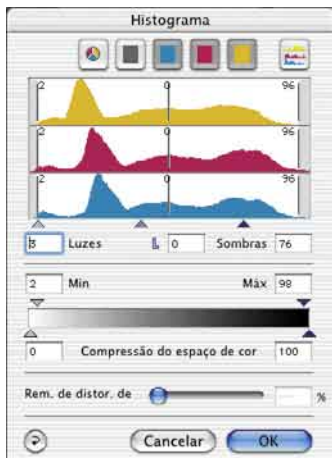 Histograma
2 0 96
2 0 96
2 0 96
3 Luzes L 0 Sombras 76
2 Min Máx 98
0 Compressão do espaço de cor 100
Rem. de distor. de %
Cancelar OK